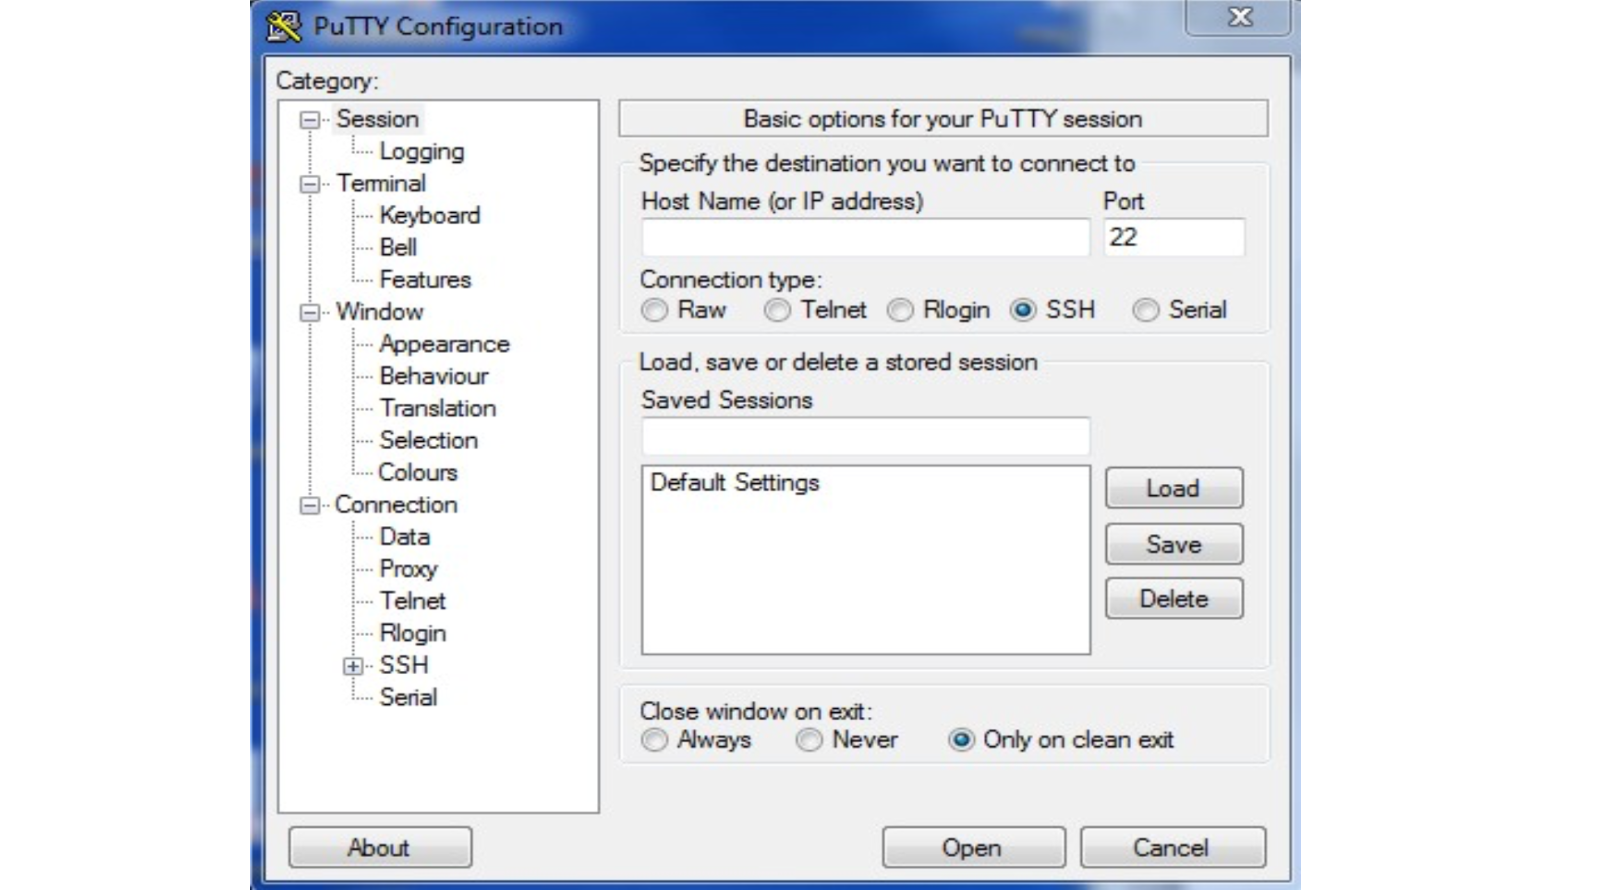 PuTTY Configuration
Category:
Session
Logging
Terminal
Keyboard
Bell
Features
Window
Appearance
Behaviour
Translation
Selection
Colours
Connection
Data
Proxy
Telnet
Rlogin
SSH
Serial
Basic options for your PuTTY session
Specify the destination you want to connect to
Host Name (or IP address) Port
22
Connection type:
Raw Telnet Rlogin SSH Serial
Load, save or delete a stored session
Saved Sessions
Default Settings
Load
Save
Delete
Close window on exit:
Always Never Only on clean exit
About Open Cancel